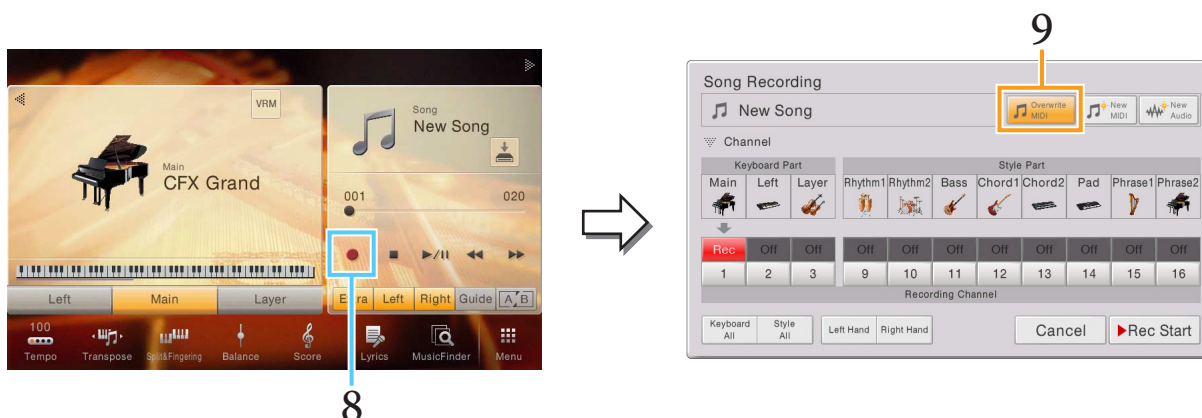 9
VRM
Song
New Song
Main
CFX Grand
001 020
Left Main Layer
Extra Left Right Guide A B
100
Tempo Transpose Split&Fingering Balance Score Lyrics MusicFinder Menu
8
Song Recording
New Song
Overwrite
MIDI
New
MIDI
New
Audio
Channel
Keyboard Part Style Part
Main Left Layer Rhythm1 Rhythm2 Bass Chord1 Chord2 Pad Phrase1 Phrase2
Rec Off Off Off Off Off Off Off Off Off Off
1 2 3 9 10 11 12 13 14 15 16
Recording Channel
Keyboard
All
Style
All
Left Hand Right Hand
Cancel Rec Start